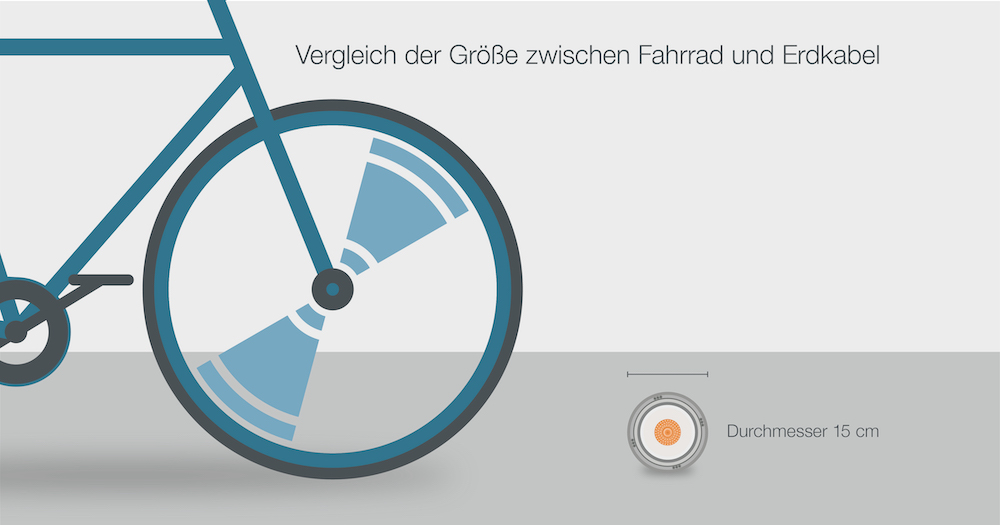 Vergleich der Größe zwischen Fahrrad und Erdkabel
Durchmesser 15 cm